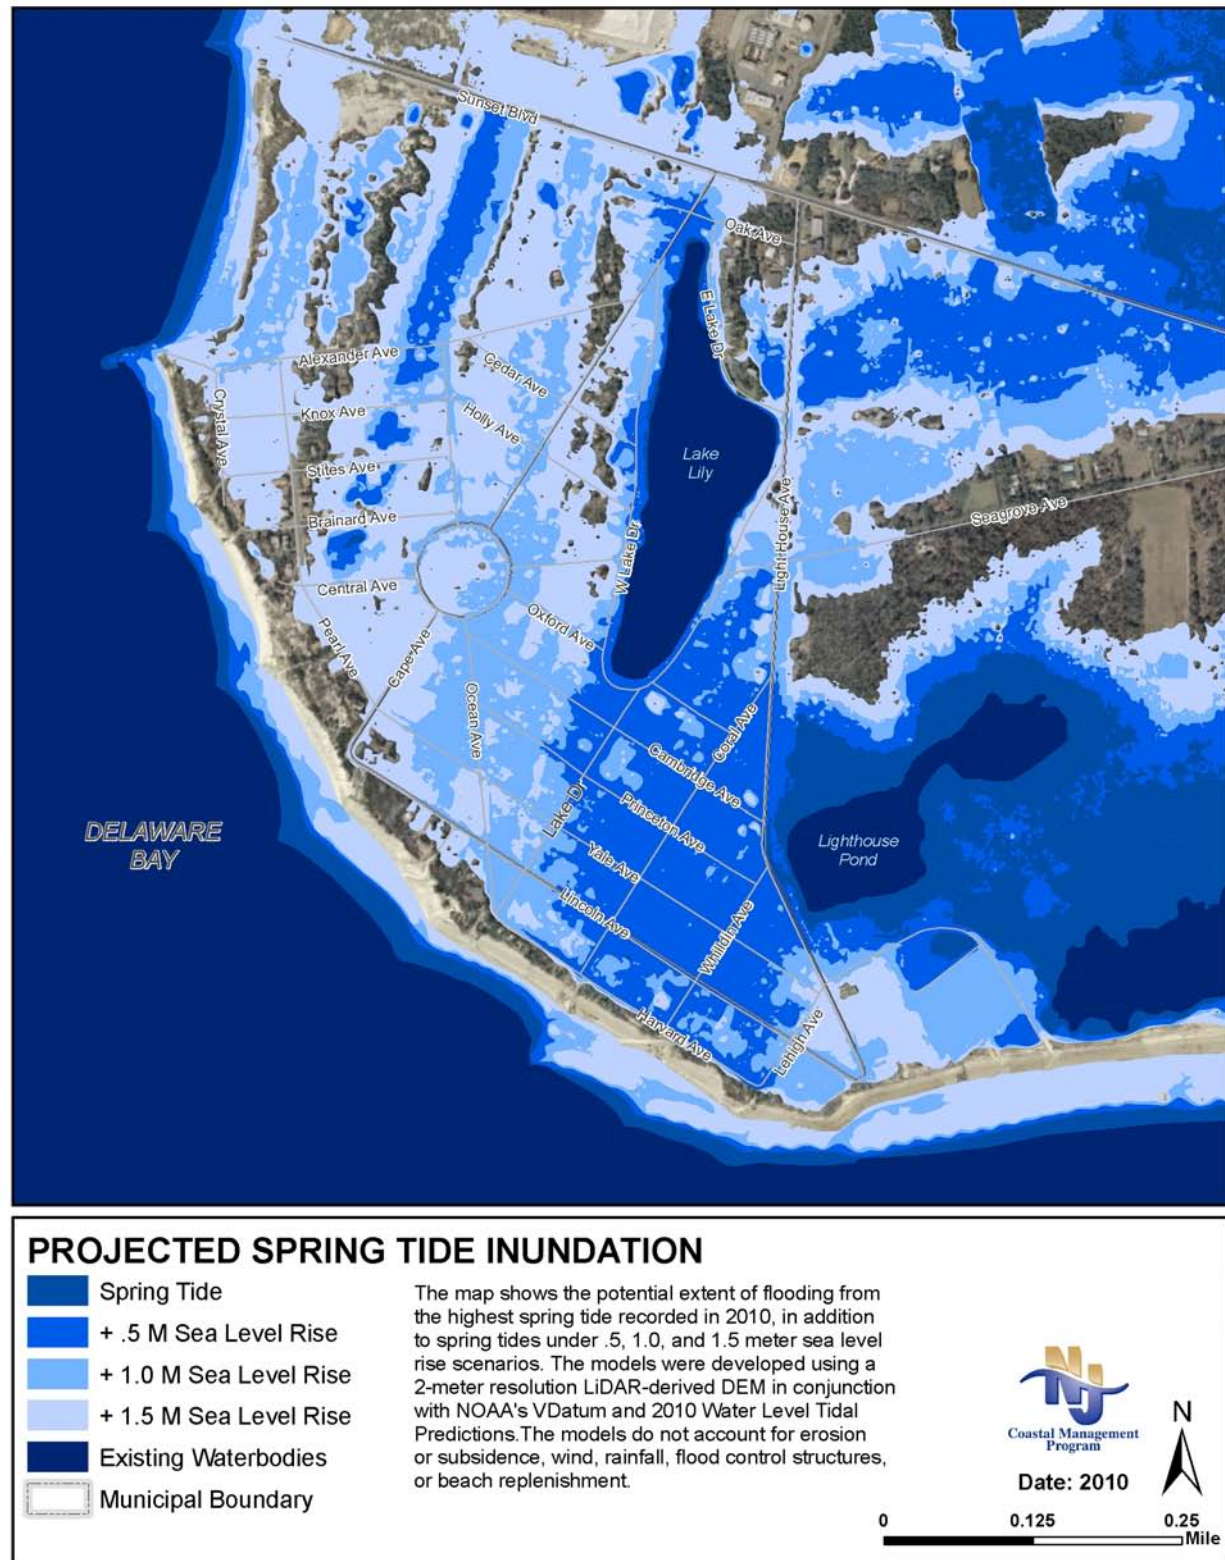 Sunset Blvd
Oak Ave
E Lake Dr
Alexander Ave
Cedar Ave
Crystal Ave
Knox Ave
Holly Ave
Lake
Lily
Stites Ave
Light House Ave
Seagrove Ave
Brainard Ave
W Lake Dr
Central Ave
Oxford Ave
Pearl Ave
Cape Ave
Ocean Ave
Coral Ave
Cambridge Ave
Lake Dr
Princeton Ave
DELAWARE
BAY
Lighthouse
Pond
Yale Ave
Lincoln Ave
Whilldin Ave
Harvard Ave
Lehigh Ave
PROJECTED SPRING TIDE INUNDATION
Spring Tide
+ .5 M Sea Level Rise
+ 1.0 M Sea Level Rise
+ 1.5 M Sea Level Rise
Existing Waterbodies
Municipal Boundary
The map shows the potential extent of flooding from
the highest spring tide recorded in 2010, in addition
to spring tides under .5, 1.0, and 1.5 meter sea level
rise scenarios. The models were developed using a
2-meter resolution LiDAR-derived DEM in conjunction
with NOAA's VDatum and 2010 Water Level Tidal
Predictions.The models do not account for erosion
or subsidence, wind, rainfall, flood control structures,
or beach replenishment.
NJ
Coastal Management
Program
Date: 2010
N
0 0.125 0.25
Mile